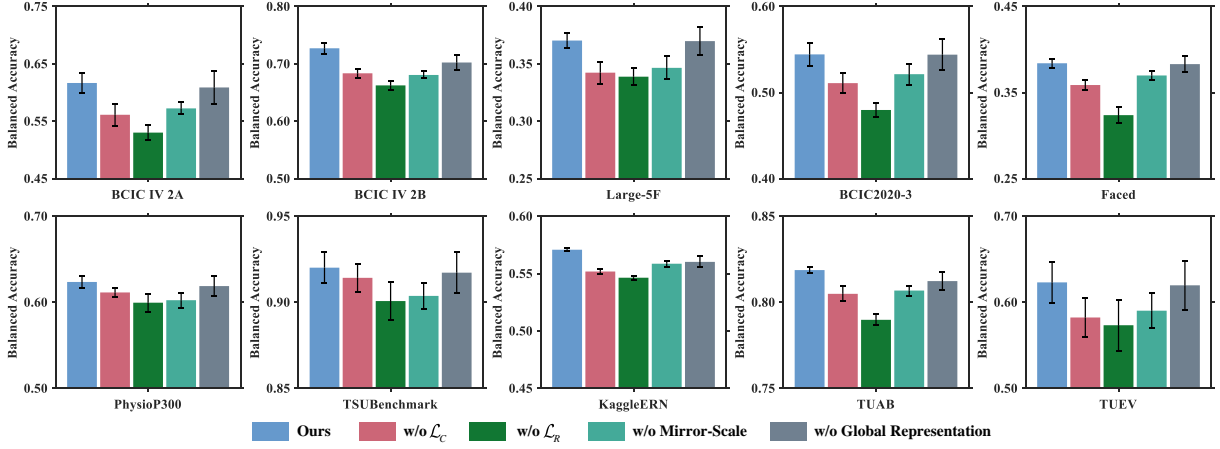 Balanced Accuracy
0.75
0.65
0.55
0.45
BCIC IV 2A
Balanced Accuracy
0.80
0.70
0.60
0.50
BCIC IV 2B
Balanced Accuracy
0.40
0.35
0.30
0.25
Large-5F
Balanced Accuracy
0.60
0.50
0.40
BCIC2020-3
Balanced Accuracy
0.45
0.35
0.25
Faced
Balanced Accuracy
0.70
0.60
0.50
PhysioP300
Balanced Accuracy
0.95
0.90
0.85
TSUBenchmark
Balanced Accuracy
0.60
0.55
0.50
0.45
KaggleERN
Balanced Accuracy
0.85
0.80
0.75
TUAB
Balanced Accuracy
0.70
0.60
0.50
TUEV
Ours
w/o ℒC
w/o ℒR
w/o Mirror-Scale
w/o Global Representation